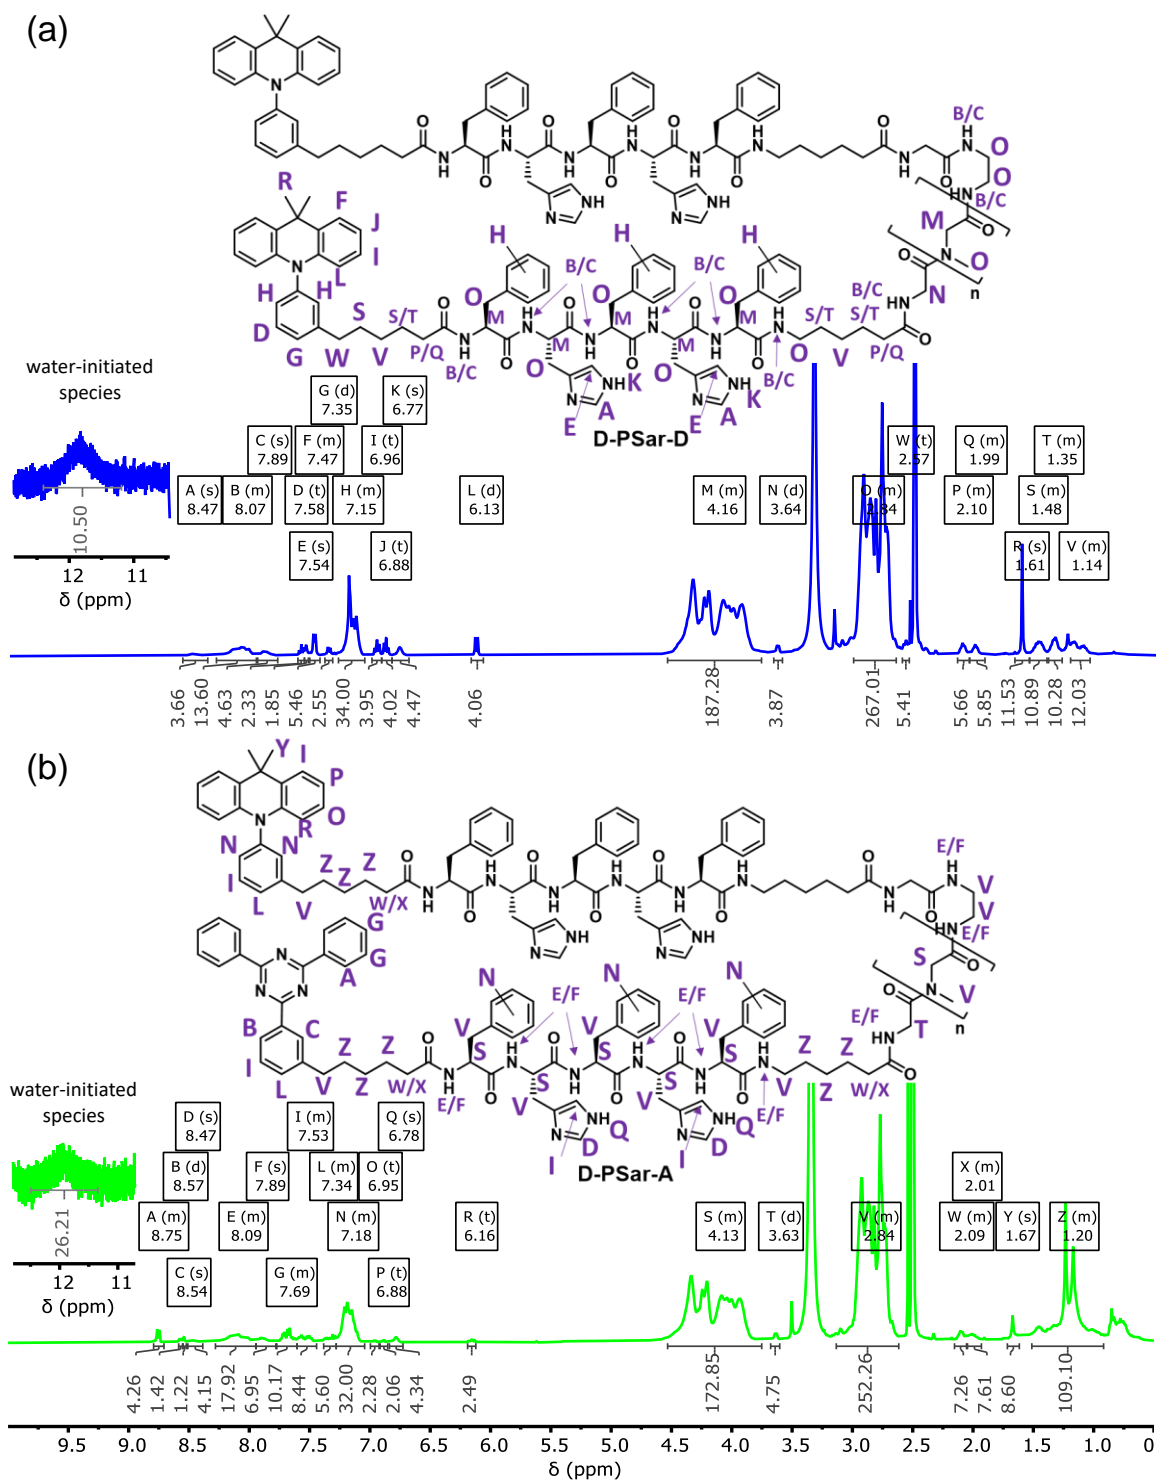 (a)
N
O
O
O
O
O
O
O
B/C
N
H
H
N
O
N
H
O
H
N
O
N
H
N
H
O
H
N
O
N
NH
N
NH
R
F
J
I
L
N
H
H
D
G
W
S
V
S/T
P/Q
O
N
H
B/C
H
O
M
H
N
B/C
H
O
M
H
N
B/C
H
O
M
H
N
O
S/T
V
S/T
P/Q
B/C
HN
B/C
M
O
N
O
n
O
N
NH
K
A
E
N
NH
K
A
E
B/C
D-PSar-D
water-initiated
species
G (d)
7.35
K (s)
6.77
C (s)
7.89
F (m)
7.47
I (t)
6.96
W (t)
2.57
Q (m)
1.99
T (m)
1.35
A (s)
8.47
B (m)
8.07
D (t)
7.58
H (m)
7.15
L (d)
6.13
M (m)
4.16
N (d)
3.64
O (m)
2.84
P (m)
2.10
S (m)
1.48
E (s)
7.54
J (t)
6.88
R (s)
1.61
V (m)
1.14
10.50
12 11
δ (ppm)
3.66 13.60 4.63 2.33 1.85 5.46 2.55 34.00 3.95 4.02 4.47 4.06 187.28 3.87 267.01 5.41 5.66 5.85 11.53 10.89 10.28 12.03
(b)
Y
I
P
O
R
N
N
N
I
L
V
Z
Z
Z
W/X
O
N
H
O
H
N
O
N
H
O
H
N
O
N
H
O
H
N
O
N
H
O
E/F
H
N
V
V
HN
E/F
N
NH
N
NH
G
G
A
N
N
N
B
C
I
L
V
Z
Z
Z
W/X
O
N
H
E/F
N
V
S
E/F
N
V
S
E/F
N
V
S
V
Z
Z
Z
W/X
O
E/F
HN
T
O
S
O
N
V
n
V
N
NH
Q
D
I
V
N
NH
Q
D
I
E/F
D-PSar-A
water-initiated
species
D (s)
8.47
I (m)
7.53
Q (s)
6.78
B (d)
8.57
F (s)
7.89
L (m)
7.34
O (t)
6.95
X (m)
2.01
A (m)
8.75
E (m)
8.09
N (m)
7.18
R (t)
6.16
S (m)
4.13
T (d)
3.63
V (m)
2.84
W (m)
2.09
Y (s)
1.67
Z (m)
1.20
C (s)
8.54
G (m)
7.69
P (t)
6.88
26.21
12 11
δ (ppm)
4.26 1.42 1.22 4.15 17.92 6.95 10.17 8.44 5.60 32.00 2.28 2.06 4.34 2.49 172.85 4.75 252.26 7.26 7.61 8.60 109.10
9.5 9.0 8.5 8.0 7.5 7.0 6.5 6.0 5.5 5.0 4.5 4.0 3.5 3.0 2.5 2.0 1.5 1.0 0
δ (ppm)